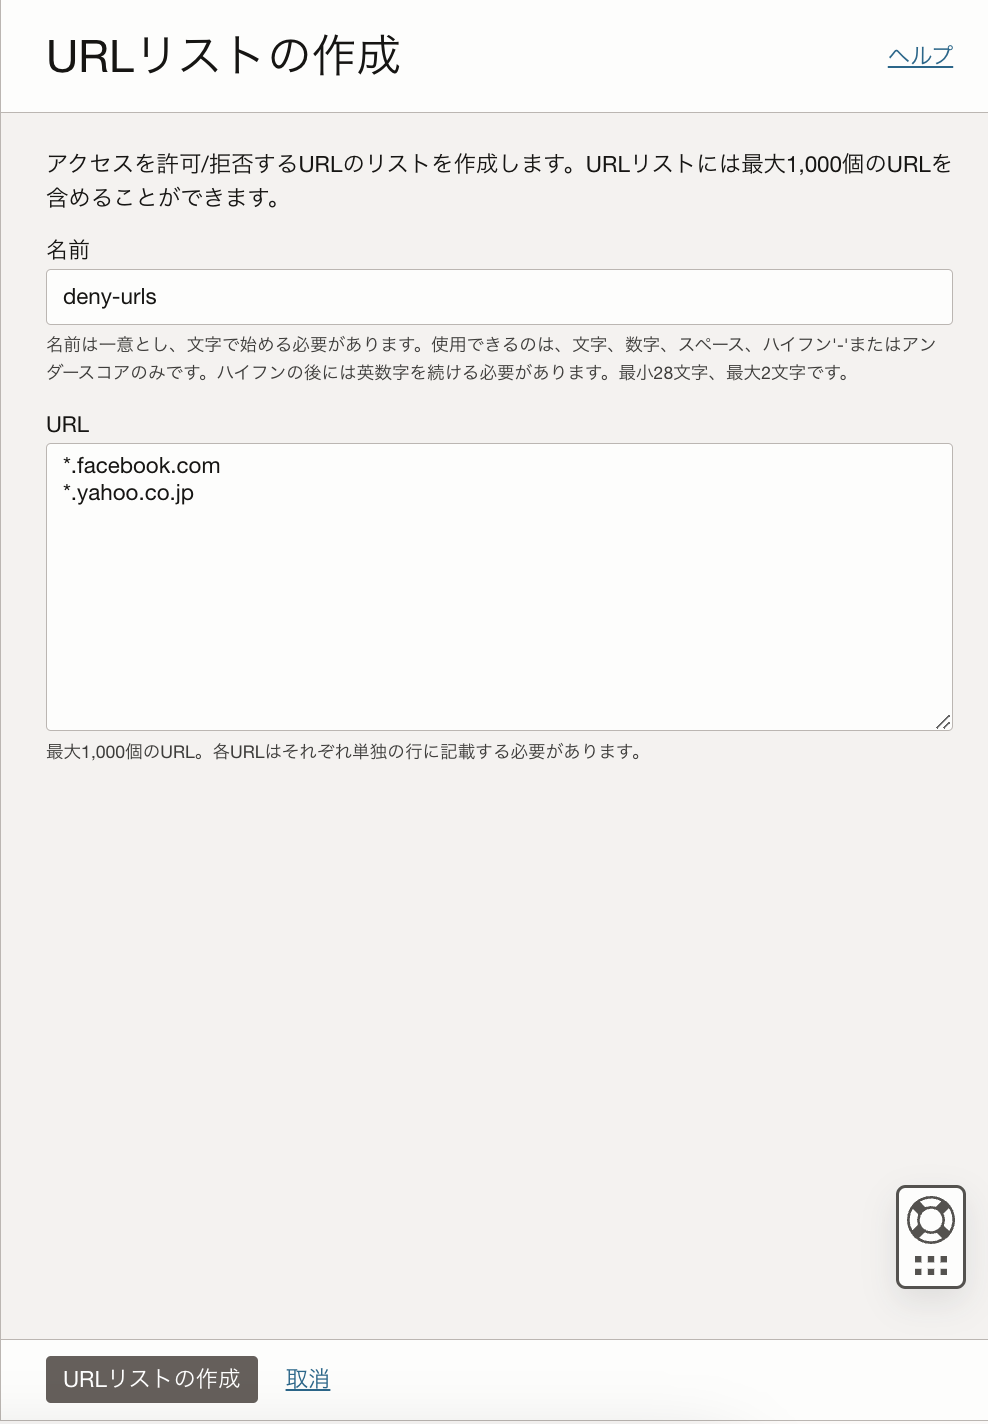 URLリストの作成
ヘルプ
アクセスを許可/拒否するURLのリストを作成します。URLリストには最大1,000個のURLを
含めることができます。
名前
deny-urls
名前は一意とし、文字で始める必要があります。使用できるのは、文字、数字、スペース、ハイフン'-'またはアン
ダースコアのみです。ハイフンの後には英数字を続ける必要があります。最小28文字、最大2文字です。
URL
*.facebook.com
*.yahoo.co.jp
最大1,000個のURL。各URLはそれぞれ単独の行に記載する必要があります。
URLリストの作成
取消